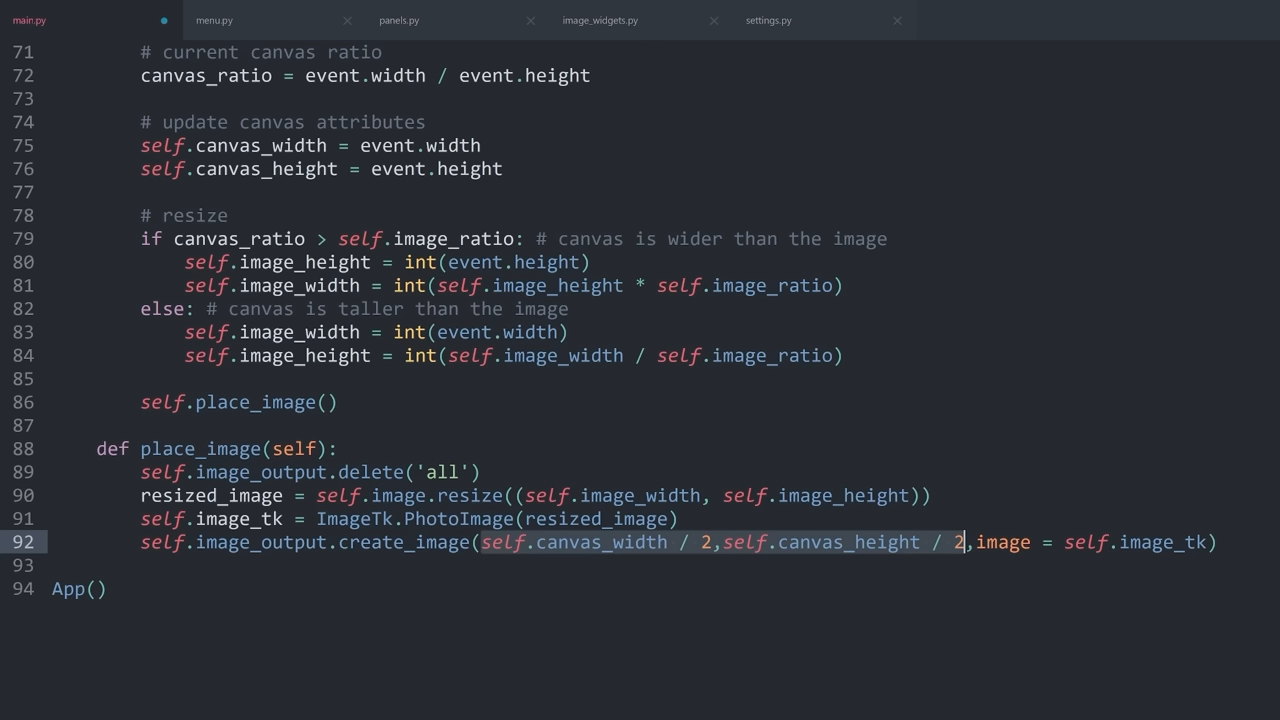 main.py menu.py panels.py image_widgets.py settings.py
71 # current canvas ratio
72 canvas_ratio = event.width / event.height
73
74 # update canvas attributes
75 self.canvas_width = event.width
76 self.canvas_height = event.height
77
78 # resize
79 if canvas_ratio > self.image_ratio: # canvas is wider than the image
80 self.image_height = int(event.height)
81 self.image_width = int(self.image_height * self.image_ratio)
82 else: # canvas is taller than the image
83 self.image_width = int(event.width)
84 self.image_height = int(self.image_width / self.image_ratio)
85
86 self.place_image()
87
88 def place_image(self):
89 self.image_output.delete('all')
90 resized_image = self.image.resize((self.image_width, self.image_height))
91 self.image_tk = ImageTk.PhotoImage(resized_image)
92 self.image_output.create_image(self.canvas_width / 2,self.canvas_height / 2,image = self.image_tk)
93
94 App()